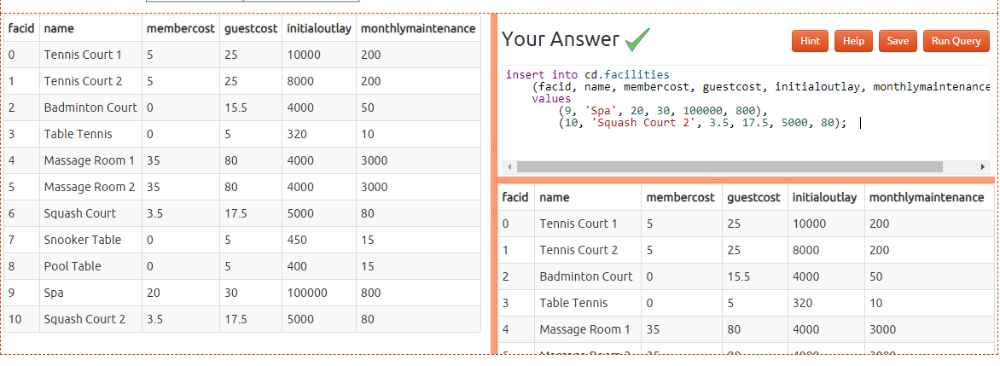 facid name membercost guestcost initialoutlay monthlymaintenance
0 Tennis Court 1 5 25 10000 200
1 Tennis Court 2 5 25 8000 200
2 Badminton Court 0 15.5 4000 50
3 Table Tennis 0 5 320 10
4 Massage Room 1 35 80 4000 3000
5 Massage Room 2 35 80 4000 3000
6 Squash Court 3.5 17.5 5000 80
7 Snooker Table 0 5 450 15
8 Pool Table 0 5 400 15
9 Spa 20 30 100000 800
10 Squash Court 2 3.5 17.5 5000 80
Your Answer
Hint Help Save Run Query
insert into cd.facilities
(facid, name, membercost, guestcost, initialoutlay, monthlymaintenance
values
(9, 'Spa', 20, 30, 100000, 800),
(10, 'Squash Court 2', 3.5, 17.5, 5000, 80);
facid name membercost guestcost initialoutlay monthlymaintenance
0 Tennis Court 1 5 25 10000 200
1 Tennis Court 2 5 25 8000 200
2 Badminton Court 0 15.5 4000 50
3 Table Tennis 0 5 320 10
4 Massage Room 1 35 80 4000 3000